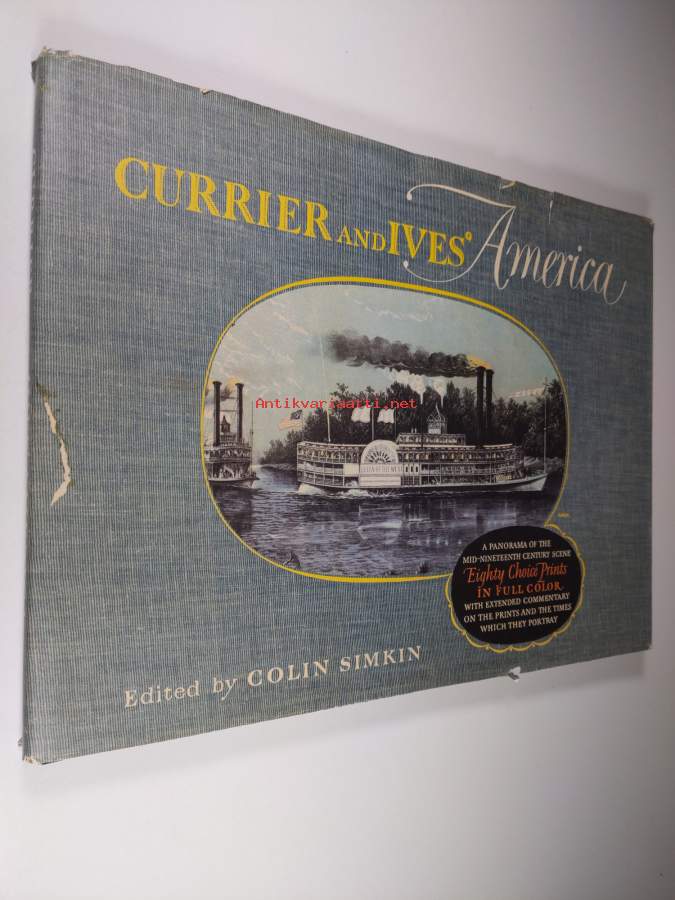 CURRIER AND IVES' America
Antikvariaatti.net
A PANORAMA OF THE
MID-NINETEENTH CENTURY SCENE
Eighty Choice Prints
IN FULL COLOR
WITH EXTENDED COMMENTARY
ON THE PRINTS AND THE TIMES
WHICH THEY PORTRAY
Edited by COLIN SIMKIN